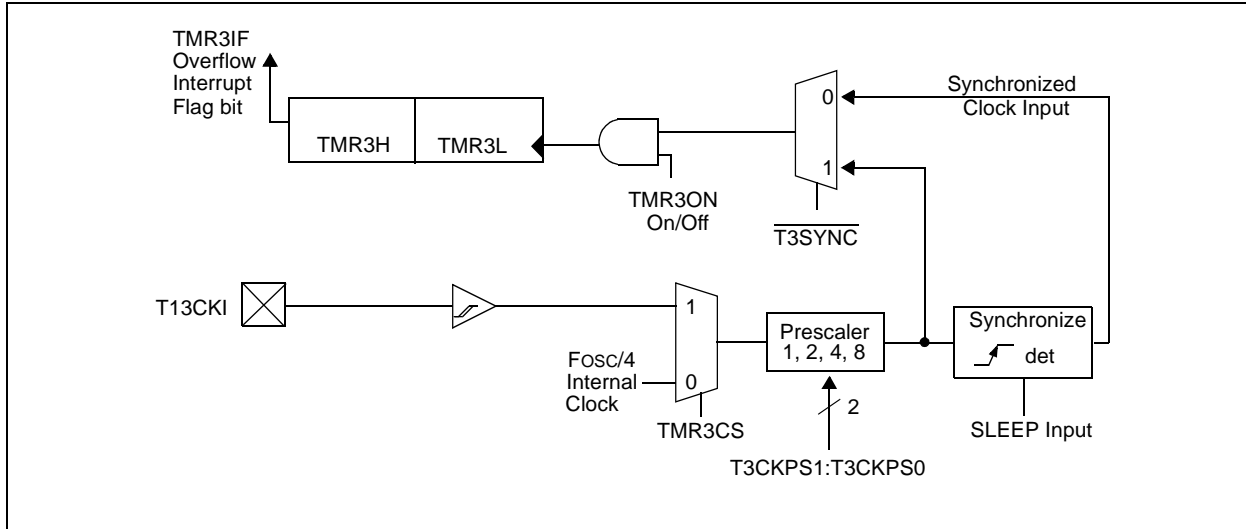 TMR3IF
Overflow
Interrupt
Flag bit
TMR3H
TMR3L
TMR3ON
On/Off
0
1
T3SYNC
Synchronized
Clock Input
T13CKI
1
0
FOSC/4
Internal
Clock
TMR3CS
Prescaler
1, 2, 4, 8
2
T3CKPS1:T3CKPS0
Synchronize
det
SLEEP Input